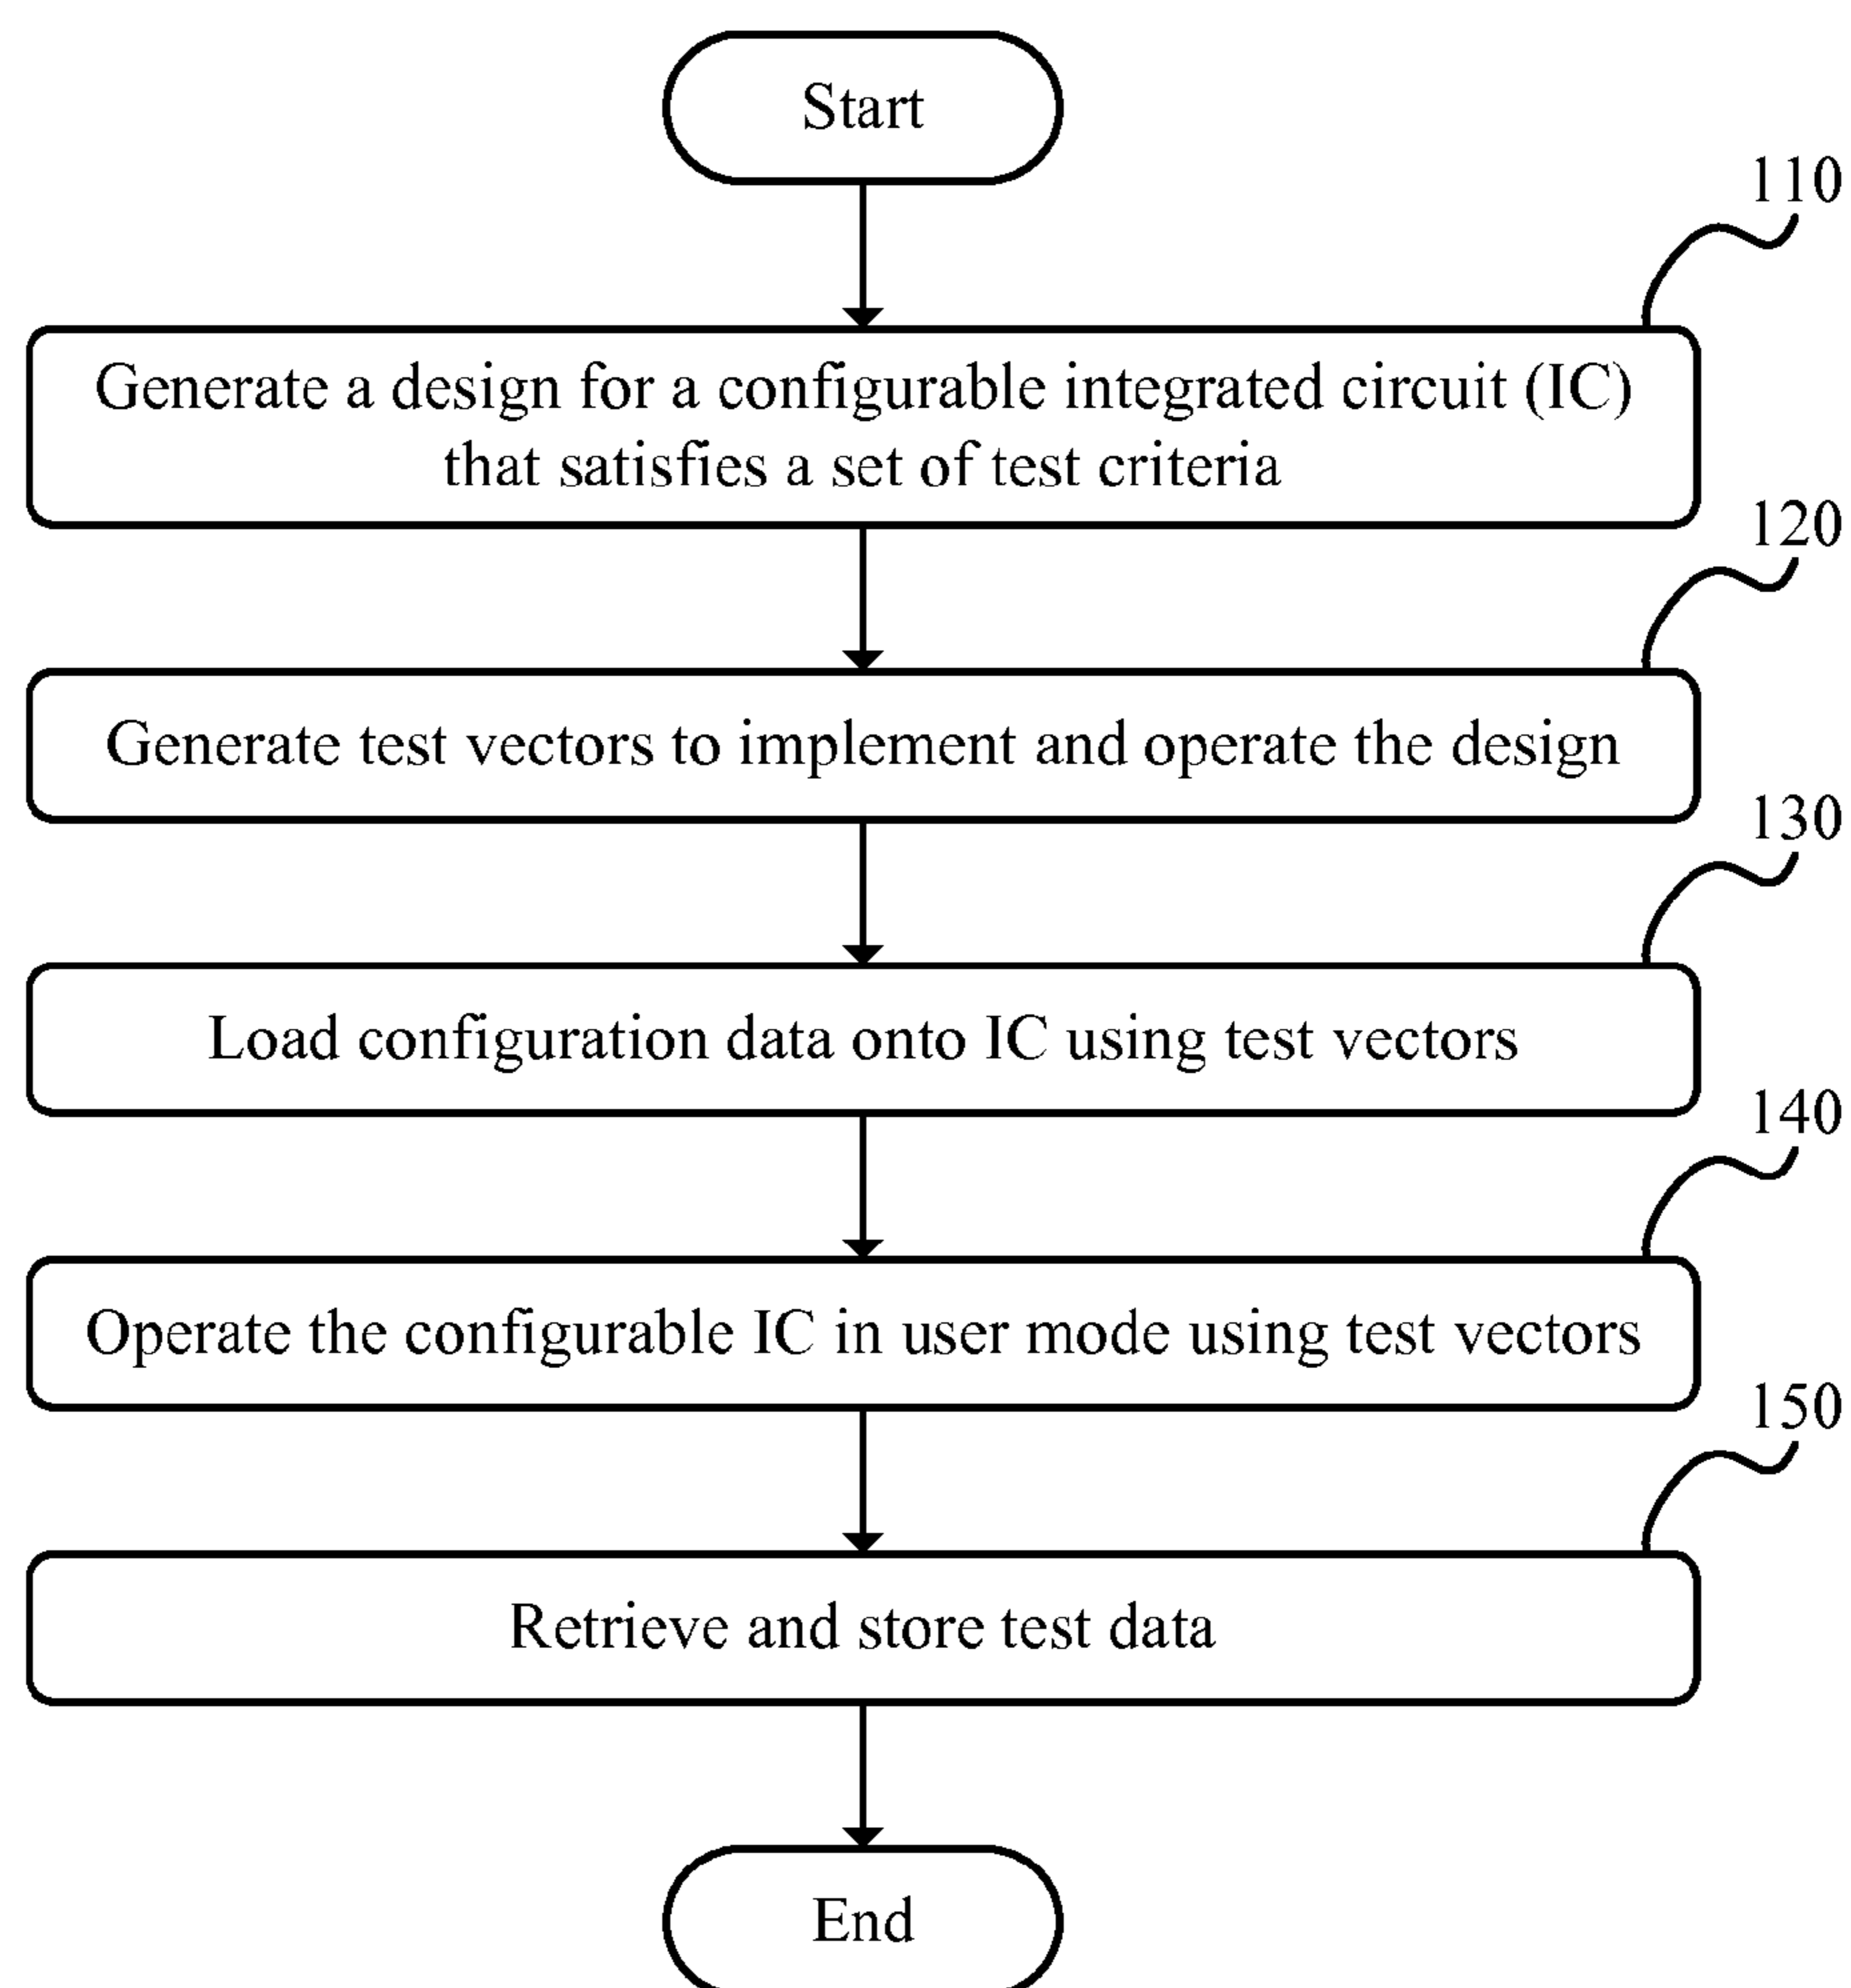 Start
110
Generate a design for a configurable integrated circuit (IC)
that satisfies a set of test criteria
120
Generate test vectors to implement and operate the design
130
Load configuration data onto IC using test vectors
140
Operate the configurable IC in user mode using test vectors
150
Retrieve and store test data
End